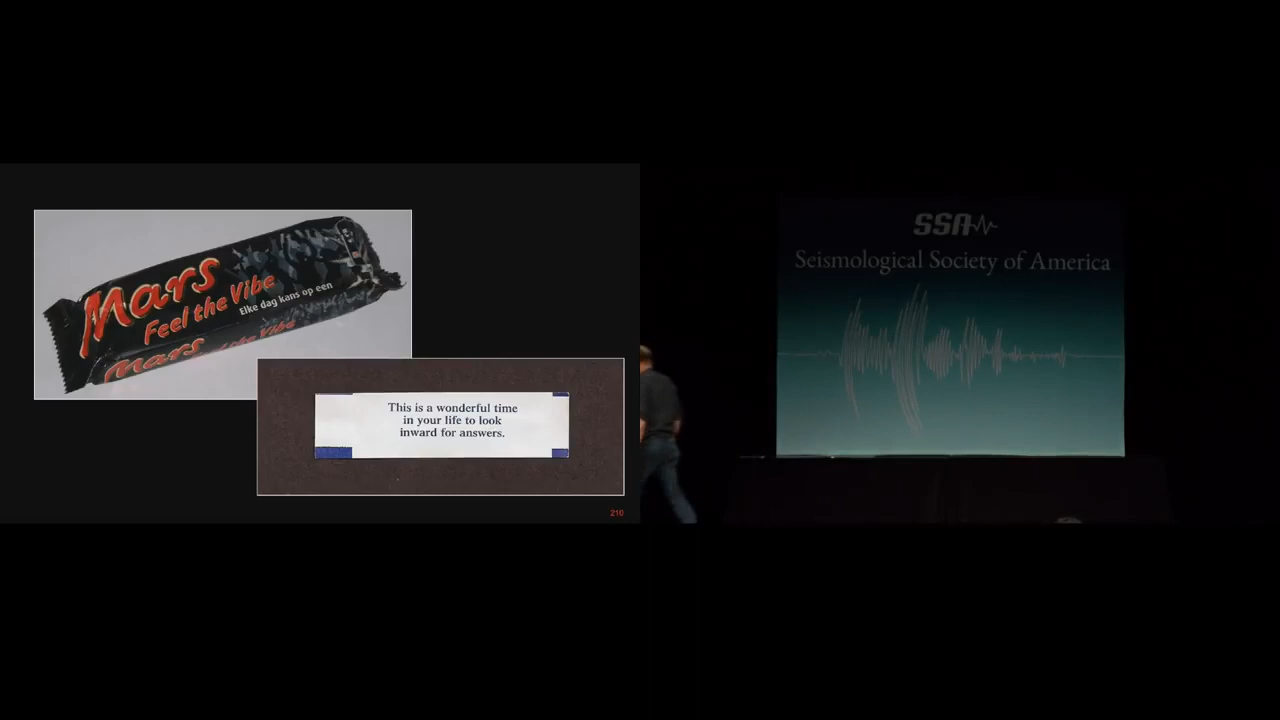 Mars
Feel the Vibe
Elke dag kans op een
Mars
This is a wonderful time
in your life to look
inward for answers.
210
SSA
Seismological Society of America